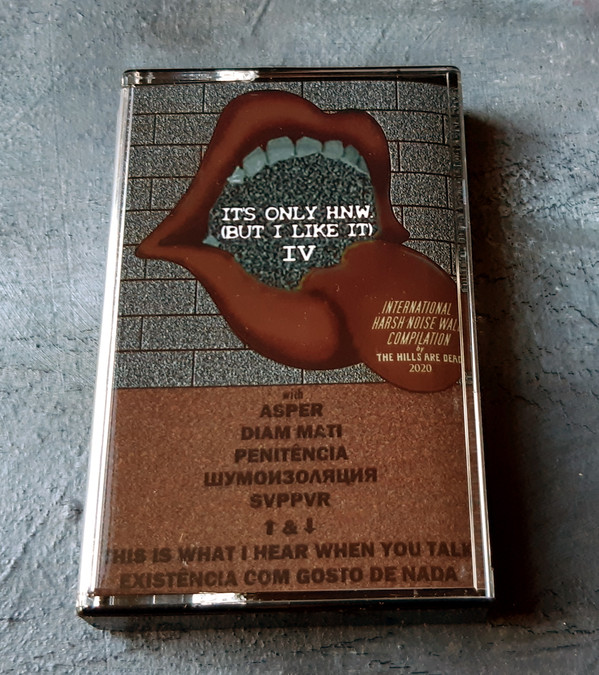 ITS ONLY H.N.W.
(BUT I LIKE IT)
IV
INTERNATIONAL
HARSH NOISE WALL
COMPILATION
by
THE HILLS ARE DEAD
2020
with
ASPER
DIAM MATI
PENITÊNCIA
ШУМОИЗОЛЯЦИЯ
SVPPVR
⬆ & ⬇
THIS IS WHAT I HEAR WHEN YOU TALK
EXISTÊNCIA COM GOSTO DE NADA